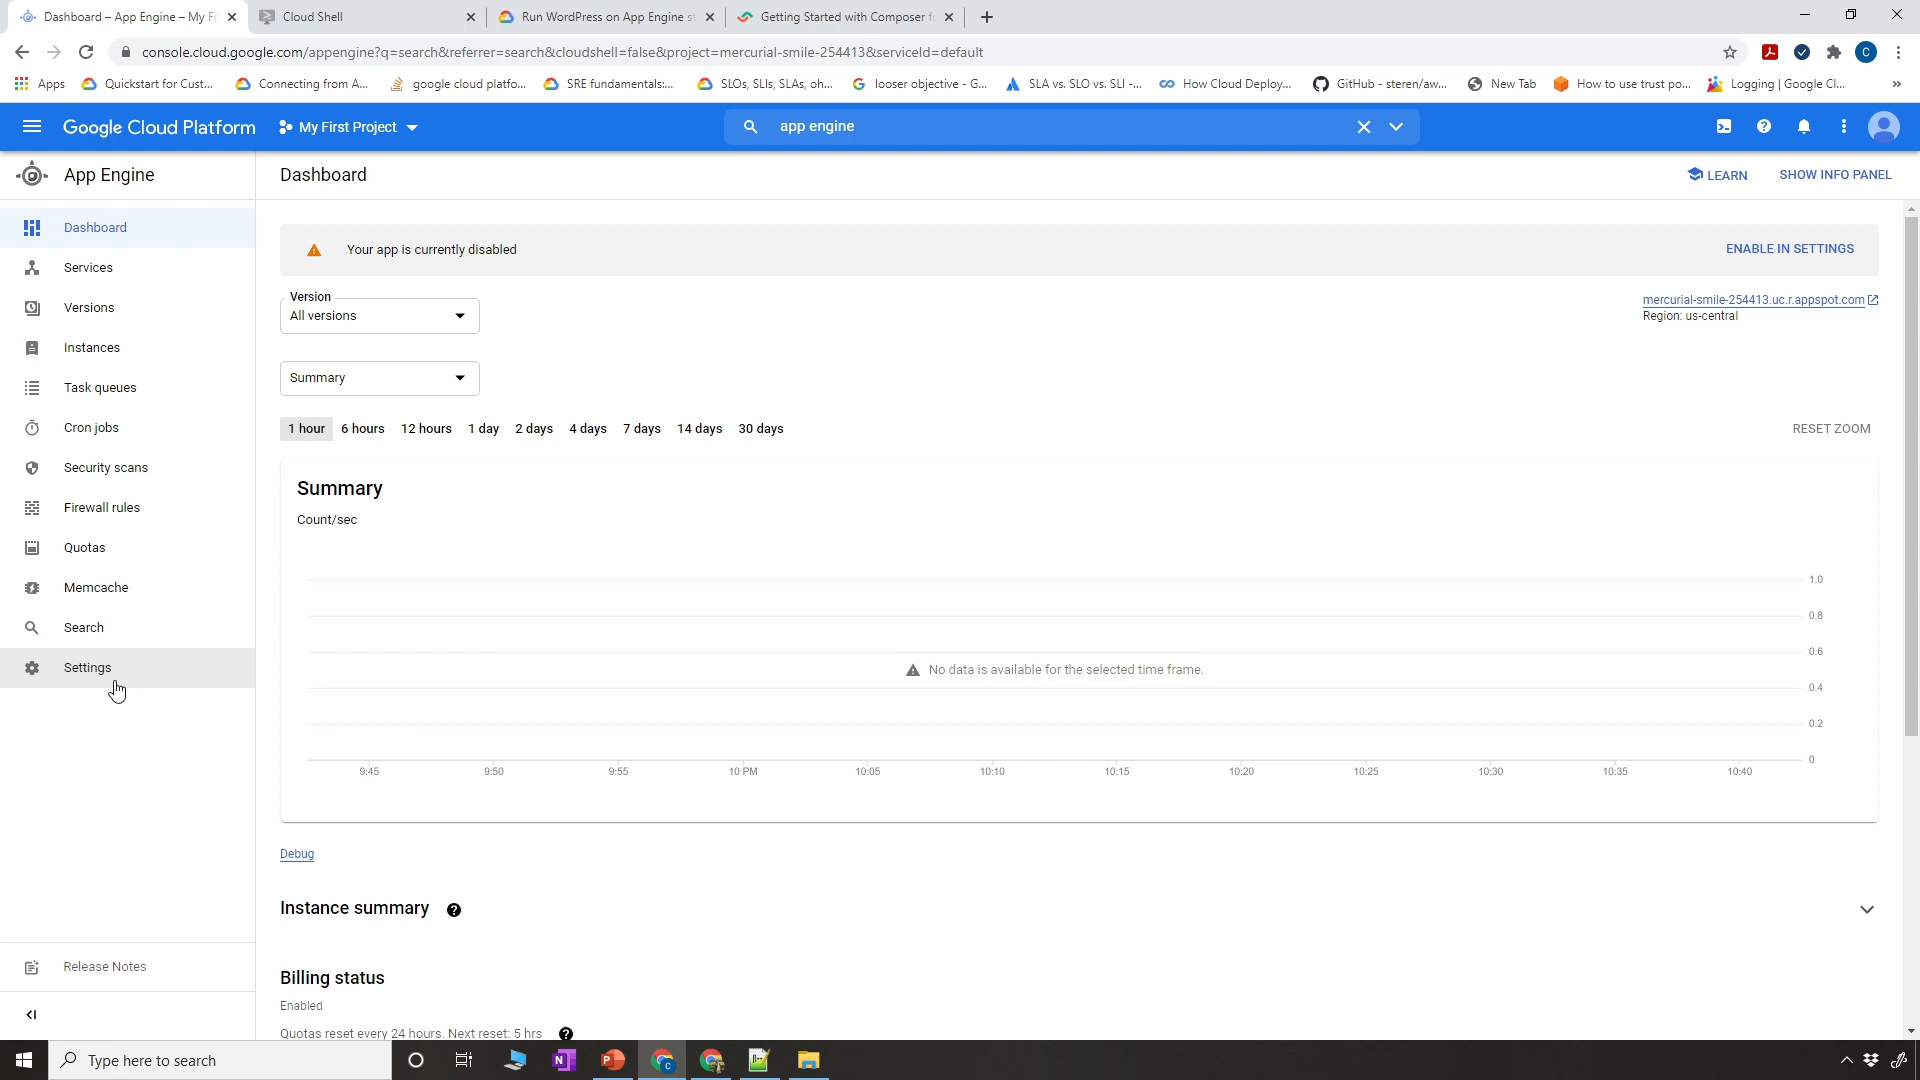 Dashboard – App Engine – My Fi
Cloud Shell
Run WordPress on App Engine st
Getting Started with Composer fo
console.cloud.google.com/appengine?q=search&referrer=search&cloudshell=false&project=mercurial-smile-254413&serviceId=default
C
Apps
Quickstart for Cust...
Connecting from A...
google cloud platfo...
SRE fundamentals:...
SLOs, SLIs, SLAs, oh...
looser objective - G...
SLA vs. SLO vs. SLI -...
How Cloud Deploy...
GitHub - steren/aw...
New Tab
How to use trust po...
Logging | Google Cl...
»
Google Cloud Platform
My First Project
app engine
App Engine
Dashboard
LEARN
SHOW INFO PANEL
Dashboard
Services
Versions
Instances
Task queues
Cron jobs
Security scans
Firewall rules
Quotas
Memcache
Search
Settings
Release Notes
Your app is currently disabled
ENABLE IN SETTINGS
Version
All versions
mercurial-smile-254413.uc.r.appspot.com
Region: us-central
Summary
1 hour 6 hours 12 hours 1 day 2 days 4 days 7 days 14 days 30 days
RESET ZOOM
Summary
Count/sec
1.0
0.8
0.6
No data is available for the selected time frame.
0.4
0.2
0
9:45 9:50 9:55 10 PM 10:05 10:10 10:15 10:20 10:25 10:30 10:35 10:40
Debug
Instance summary
Billing status
Enabled
Quotas reset every 24 hours. Next reset: 5 hrs
Type here to search